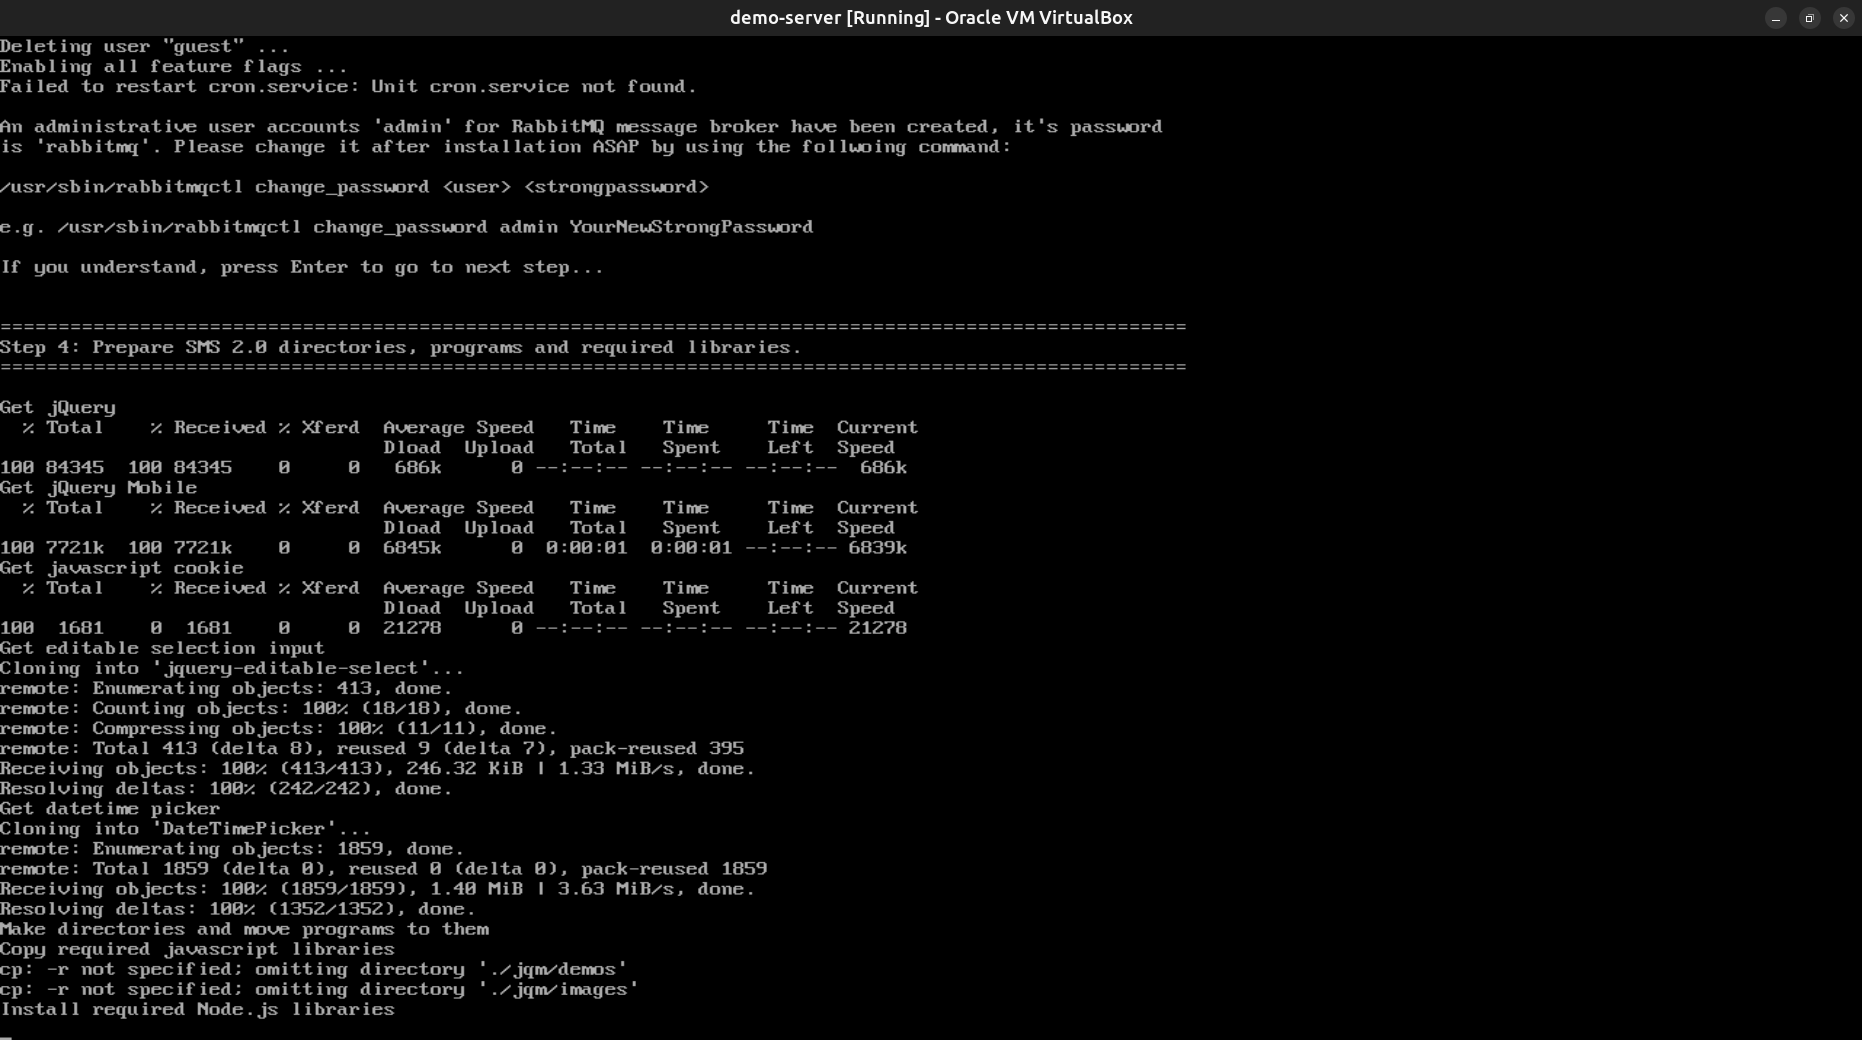 demo-server [Running] - Oracle VM VirtualBox
Deleting user "guest" ...
Enabling all feature flags ...
Failed to restart cron.service: Unit cron.service not found.
An administrative user accounts 'admin' for RabbitMQ message broker have been created, it's password
is 'rabbitmq'. Please change it after installation ASAP by using the follwoing command:
/usr/sbin/rabbitmqctl change_password <user> <strongpassword>
e.g. /usr/sbin/rabbitmqctl change_password admin YourNewStrongPassword
If you understand, press Enter to go to next step...
======================================================================================================
Step 4: Prepare SMS 2.0 directories, programs and required libraries.
======================================================================================================
Get jQuery
  % Total    % Received % Xferd  Average Speed   Time    Time     Time  Current
                                 Dload  Upload   Total   Spent    Left  Speed
100 84345  100 84345    0     0   686k      0 --:--:-- --:--:-- --:--:--  686k
Get jQuery Mobile
  % Total    % Received % Xferd  Average Speed   Time    Time     Time  Current
                                 Dload  Upload   Total   Spent    Left  Speed
100 7721k  100 7721k    0     0  6845k      0  0:00:01  0:00:01 --:--:-- 6839k
Get javascript cookie
  % Total    % Received % Xferd  Average Speed   Time    Time     Time  Current
                                 Dload  Upload   Total   Spent    Left  Speed
100  1681    0  1681    0     0  21278      0 --:--:-- --:--:-- --:--:-- 21278
Get editable selection input
Cloning into 'jquery-editable-select'...
remote: Enumerating objects: 413, done.
remote: Counting objects: 100% (18/18), done.
remote: Compressing objects: 100% (11/11), done.
remote: Total 413 (delta 8), reused 9 (delta 7), pack-reused 395
Receiving objects: 100% (413/413), 246.32 KiB | 1.33 MiB/s, done.
Resolving deltas: 100% (242/242), done.
Get datetime picker
Cloning into 'DateTimePicker'...
remote: Enumerating objects: 1859, done.
remote: Total 1859 (delta 0), reused 0 (delta 0), pack-reused 1859
Receiving objects: 100% (1859/1859), 1.40 MiB | 3.63 MiB/s, done.
Resolving deltas: 100% (1352/1352), done.
Make directories and move programs to them
Copy required javascript libraries
cp: -r not specified; omitting directory './jqm/demos'
cp: -r not specified; omitting directory './jqm/images'
Install required Node.js libraries